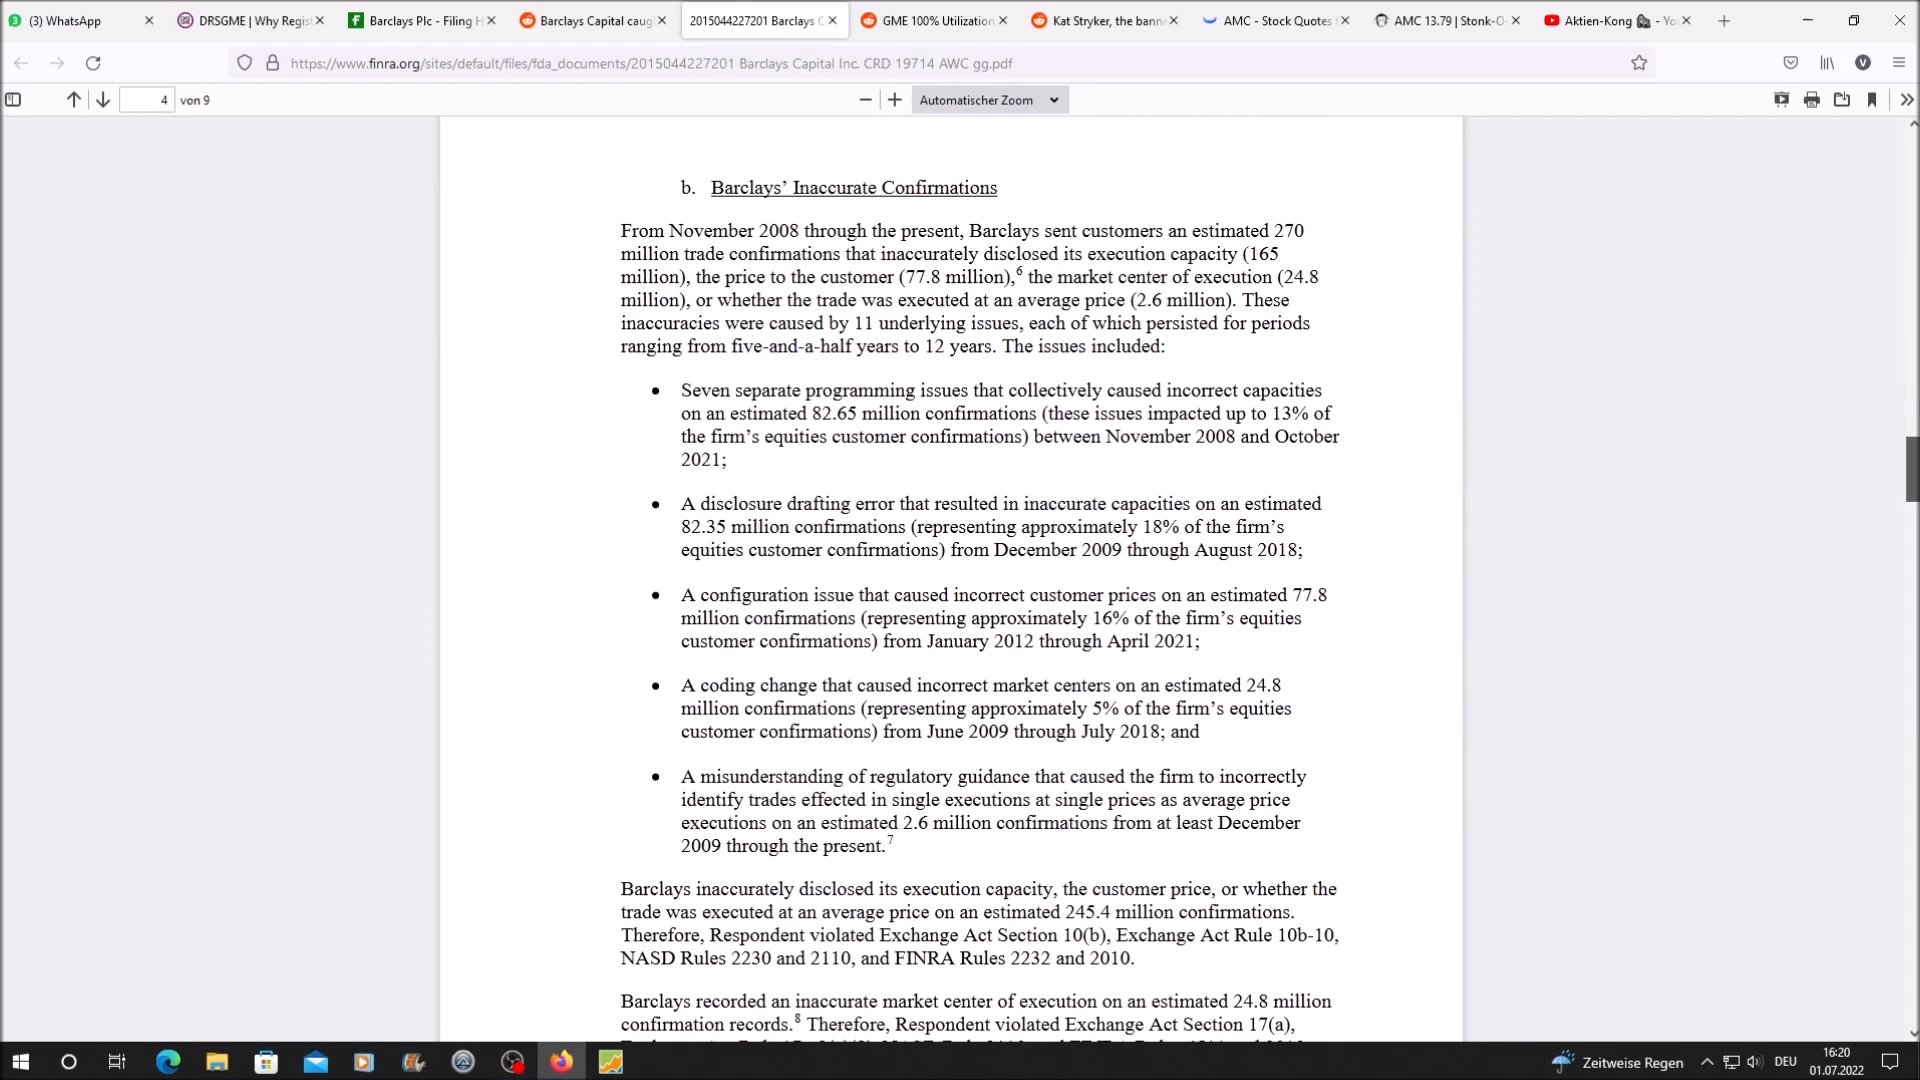 (3) WhatsApp
DRSGME | Why Regis
Barclays Plc - Filing H
Barclays Capital caugh
2015044227201 Barclays C
GME 100% Utilization
Kat Stryker, the bann
AMC - Stock Quotes f
AMC 13.79 | Stonk-O
Aktien-Kong
https://www.finra.org/sites/default/files/fda_documents/2015044227201 Barclays Capital Inc. CRD 19714 AWC gg.pdf
V
4 von 9
Automatischer Zoom
b. Barclays’ Inaccurate Confirmations
From November 2008 through the present, Barclays sent customers an estimated 270
million trade confirmations that inaccurately disclosed its execution capacity (165
million), the price to the customer (77.8 million),6 the market center of execution (24.8
million), or whether the trade was executed at an average price (2.6 million). These
inaccuracies were caused by 11 underlying issues, each of which persisted for periods
ranging from five-and-a-half years to 12 years. The issues included:
• Seven separate programming issues that collectively caused incorrect capacities
on an estimated 82.65 million confirmations (these issues impacted up to 13% of
the firm’s equities customer confirmations) between November 2008 and October
2021;
• A disclosure drafting error that resulted in inaccurate capacities on an estimated
82.35 million confirmations (representing approximately 18% of the firm’s
equities customer confirmations) from December 2009 through August 2018;
• A configuration issue that caused incorrect customer prices on an estimated 77.8
million confirmations (representing approximately 16% of the firm’s equities
customer confirmations) from January 2012 through April 2021;
• A coding change that caused incorrect market centers on an estimated 24.8
million confirmations (representing approximately 5% of the firm’s equities
customer confirmations) from June 2009 through July 2018; and
• A misunderstanding of regulatory guidance that caused the firm to incorrectly
identify trades effected in single executions at single prices as average price
executions on an estimated 2.6 million confirmations from at least December
2009 through the present.7
Barclays inaccurately disclosed its execution capacity, the customer price, or whether the
trade was executed at an average price on an estimated 245.4 million confirmations.
Therefore, Respondent violated Exchange Act Section 10(b), Exchange Act Rule 10b-10,
NASD Rules 2230 and 2110, and FINRA Rules 2232 and 2010.
Barclays recorded an inaccurate market center of execution on an estimated 24.8 million
confirmation records.8 Therefore, Respondent violated Exchange Act Section 17(a),
Zeitweise Regen
DEU
16:20
01.07.2022